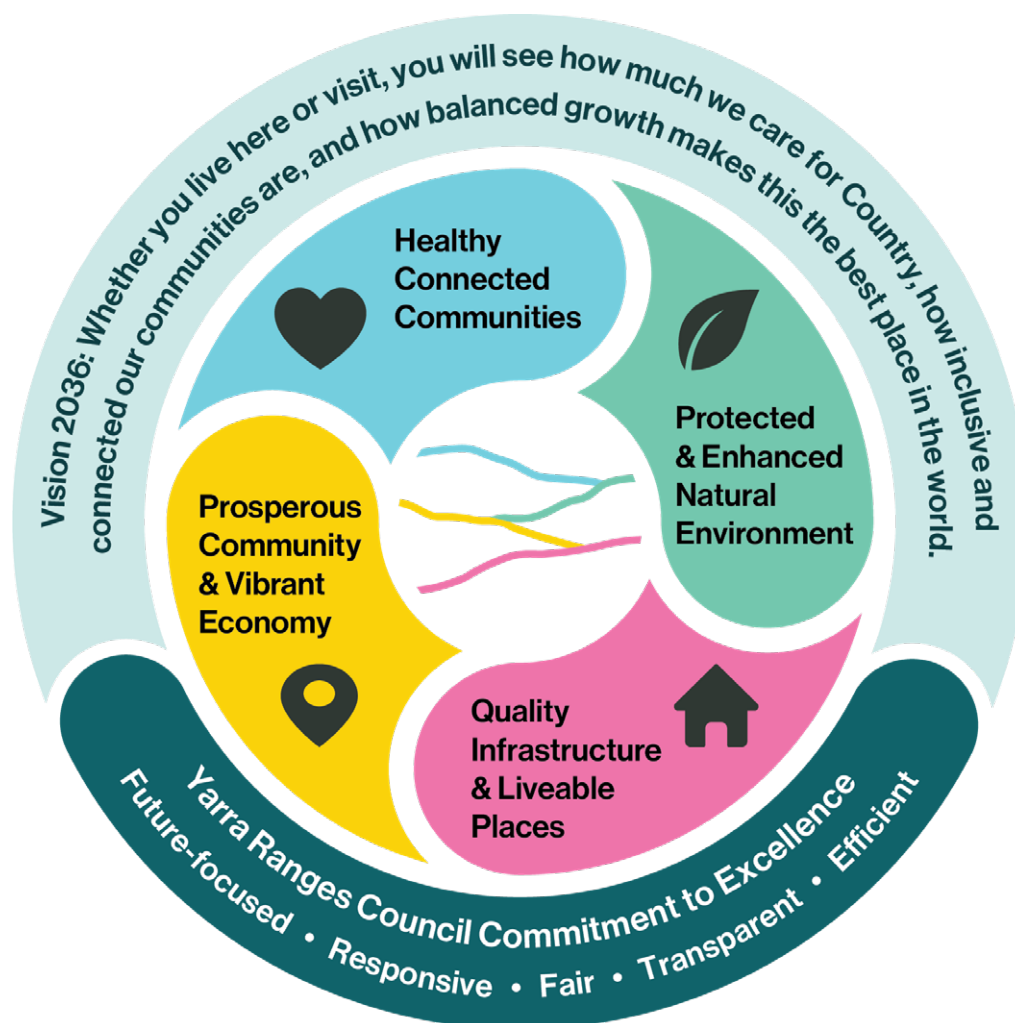 Vision 2036: Whether you live here or visit, you will see how much we care for Country, how inclusive and
connected our communities are, and how balanced growth makes this the best place in the world.
Healthy
Connected
Communities
Protected
& Enhanced
Natural
Environment
Prosperous
Community
& Vibrant
Economy
Quality
Infrastructure
& Liveable
Places
Yarra Ranges Council Commitment to Excellence
Future-focused • Responsive • Fair • Transparent • Efficient